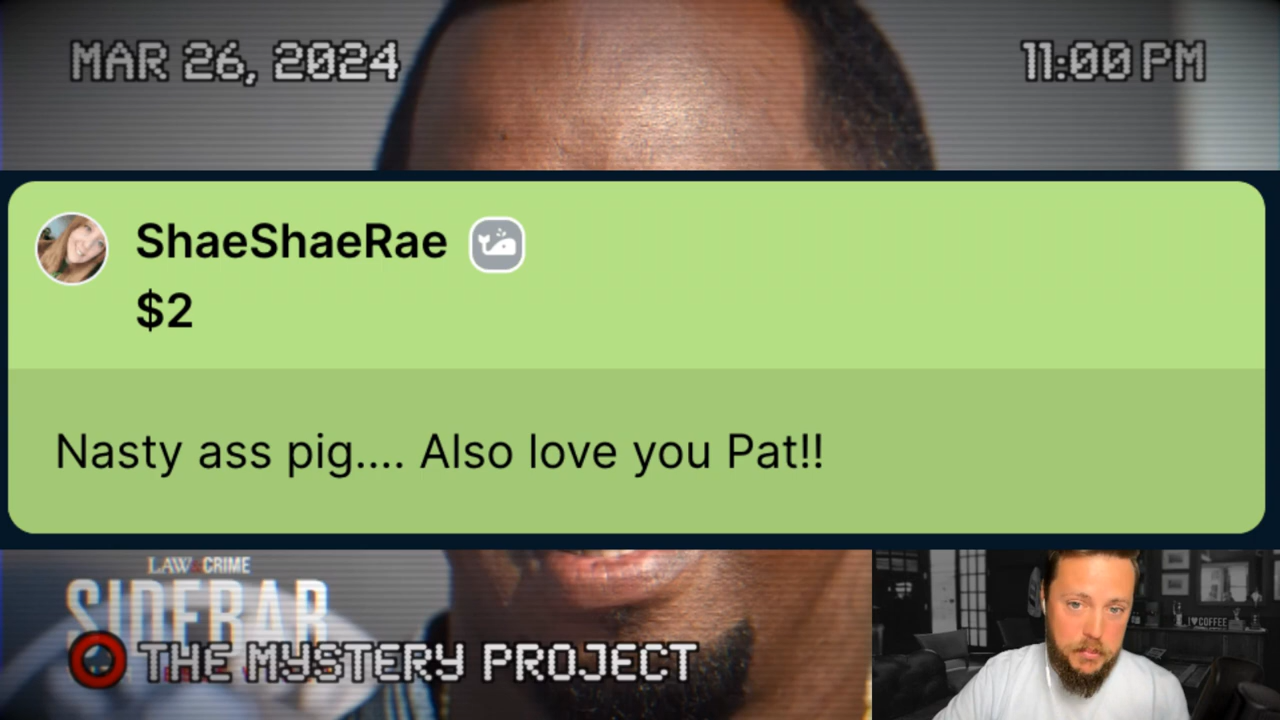 MAR 26, 2024
11:00 PM
ShaeShaeRae
$2
Nasty ass pig.... Also love you Pat!!
LAW&CRIME
SIDEBAR
THE MYSTERY PROJECT
I♥COFFEE